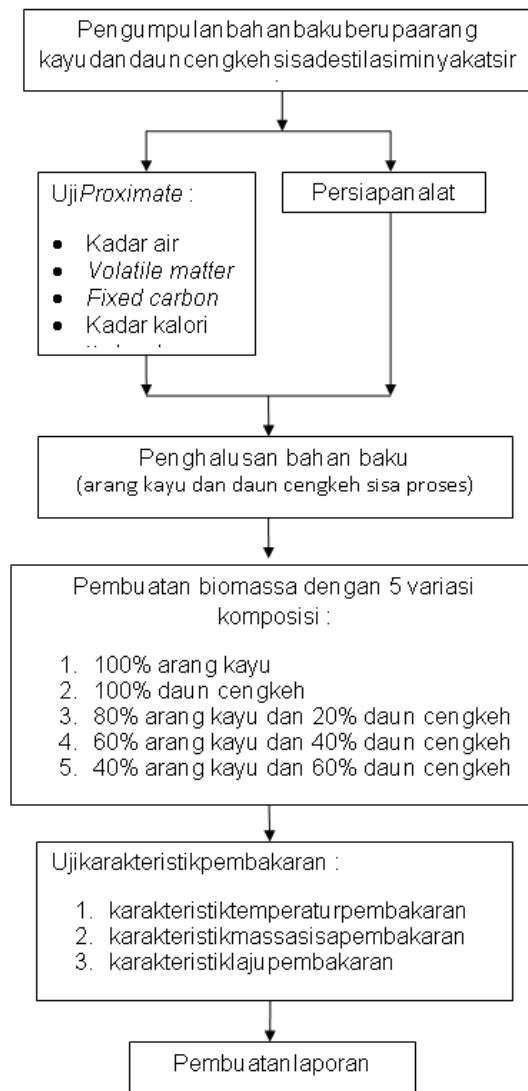 Pengumpulanbahanbakuberupaarang
kayudandauncengkehsisadestilasiminyakatsir
UjiProximate :
● Kadar air
● Volatile matter
● Fixed carbon
● Kadar kalori
Persiapanalat
Penghalusan bahan baku
(arang kayu dan daun cengkeh sisa proses)
Pembuatan biomassa dengan 5 variasi
komposisi :
1. 100% arang kayu
2. 100% daun cengkeh
3. 80% arang kayu dan 20% daun cengkeh
4. 60% arang kayu dan 40% daun cengkeh
5. 40% arang kayu dan 60% daun cengkeh
Ujikarakteristikpembakaran :
1. karakteristiktemperaturpembakaran
2. karakteristikmassasisapembakaran
3. karakteristiklajupembakaran
Pembuatanlaporan